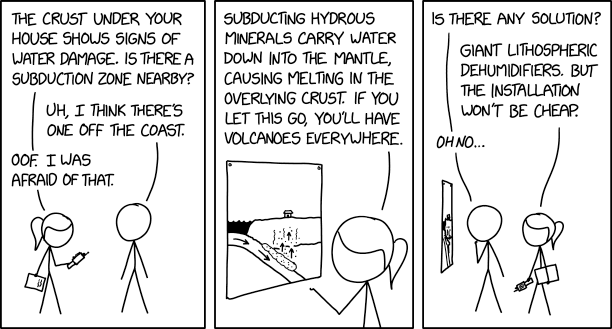 THE CRUST UNDER YOUR
HOUSE SHOWS SIGNS OF
WATER DAMAGE. IS THERE A
SUBDUCTION ZONE NEARBY?
UH, I THINK THERE'S
ONE OFF THE COAST.
OOF. I WAS
AFRAID OF THAT.
SUBDUCTING HYDROUS
MINERALS CARRY WATER
DOWN INTO THE MANTLE,
CAUSING MELTING IN THE
OVERLYING CRUST. IF YOU
LET THIS GO, YOU'LL HAVE
VOLCANOES EVERYWHERE.
IS THERE ANY SOLUTION?
GIANT LITHOSPHERIC
DEHUMIDIFIERS. BUT
THE INSTALLATION
WON'T BE CHEAP.
OH NO...